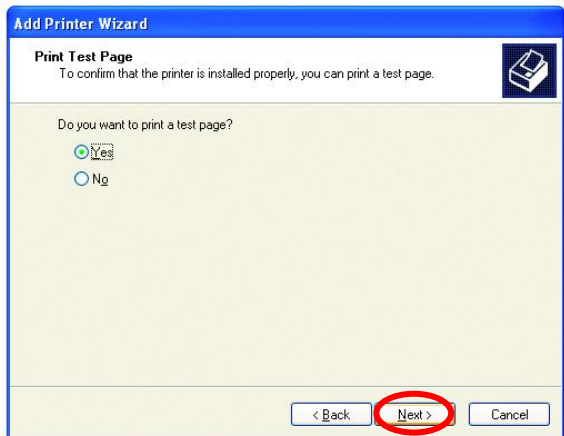 Add Printer Wizard
Print Test Page
To confirm that the printer is installed properly, you can print a test page.
Do you want to print a test page?
Yes
No
< Back Next > Cancel